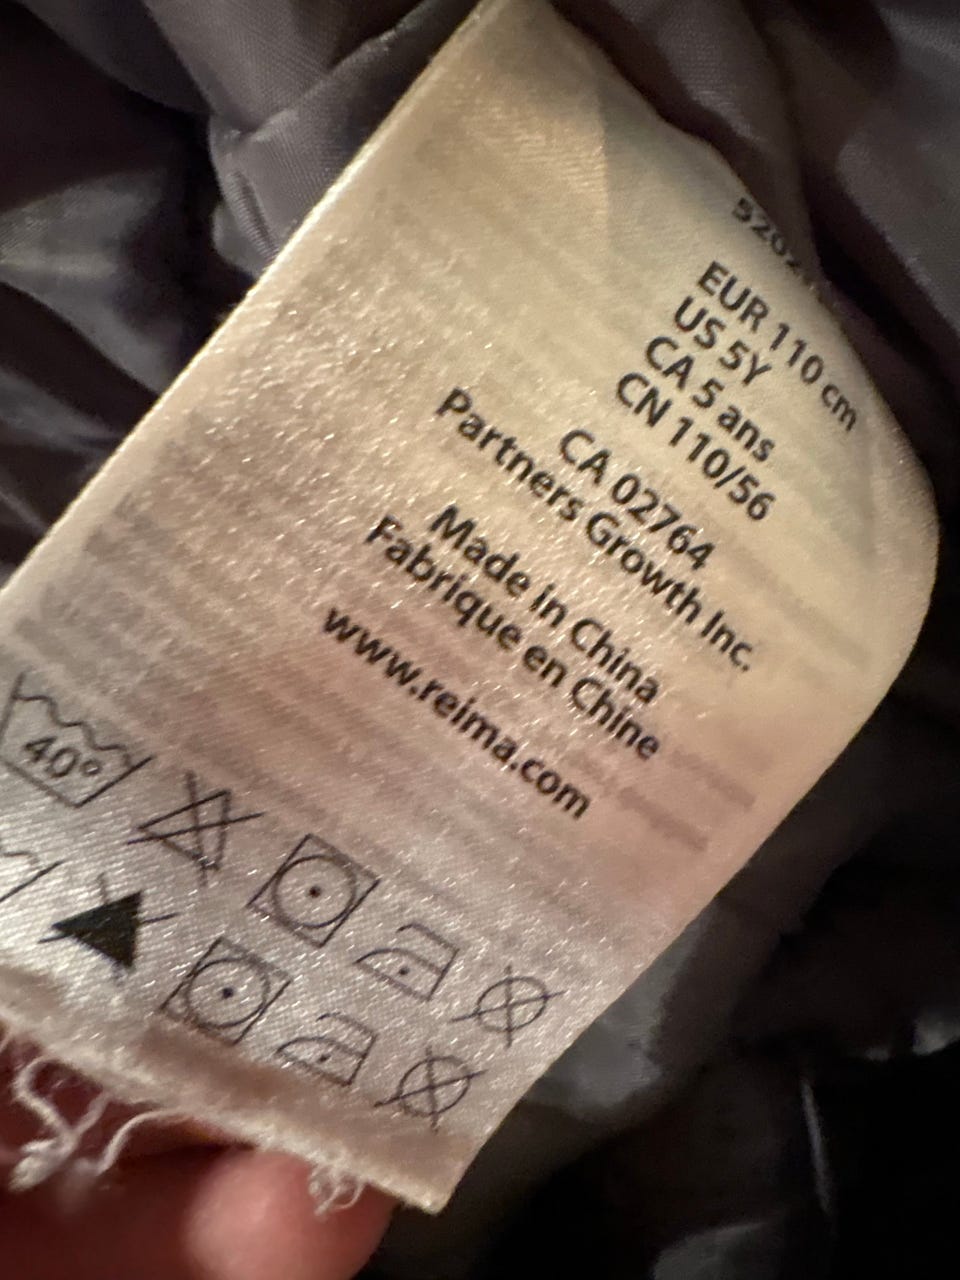 EUR 110 cm
US 5Y
CA 5 ans
CN 110/56
CA 02764
Partners Growth Inc.
Made in China
Fabrique en Chine
www.reima.com
40°